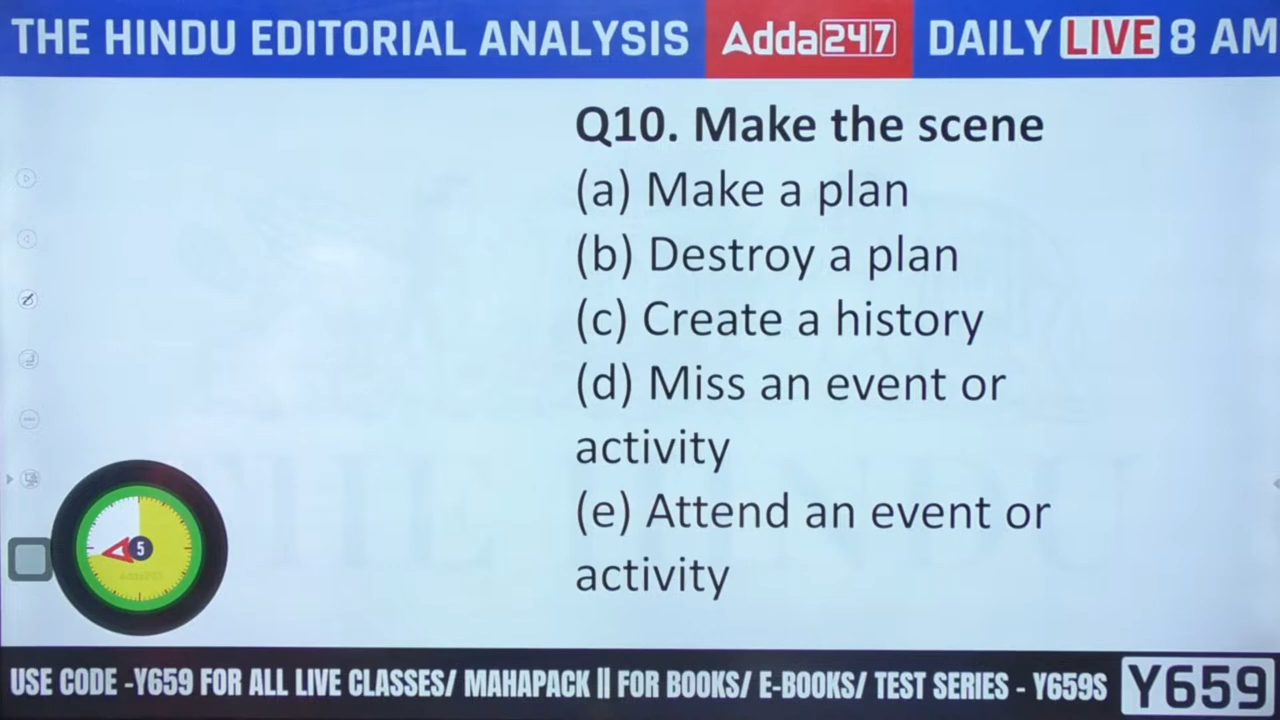 THE HINDU EDITORIAL ANALYSIS Adda247 DAILY LIVE 8 AM
Q10. Make the scene
(a) Make a plan
(b) Destroy a plan
(c) Create a history
(d) Miss an event or
activity
(e) Attend an event or
activity
5
USE CODE -Y659 FOR ALL LIVE CLASSES/ MAHAPACK || FOR BOOKS/ E-BOOKS/ TEST SERIES - Y659S Y659